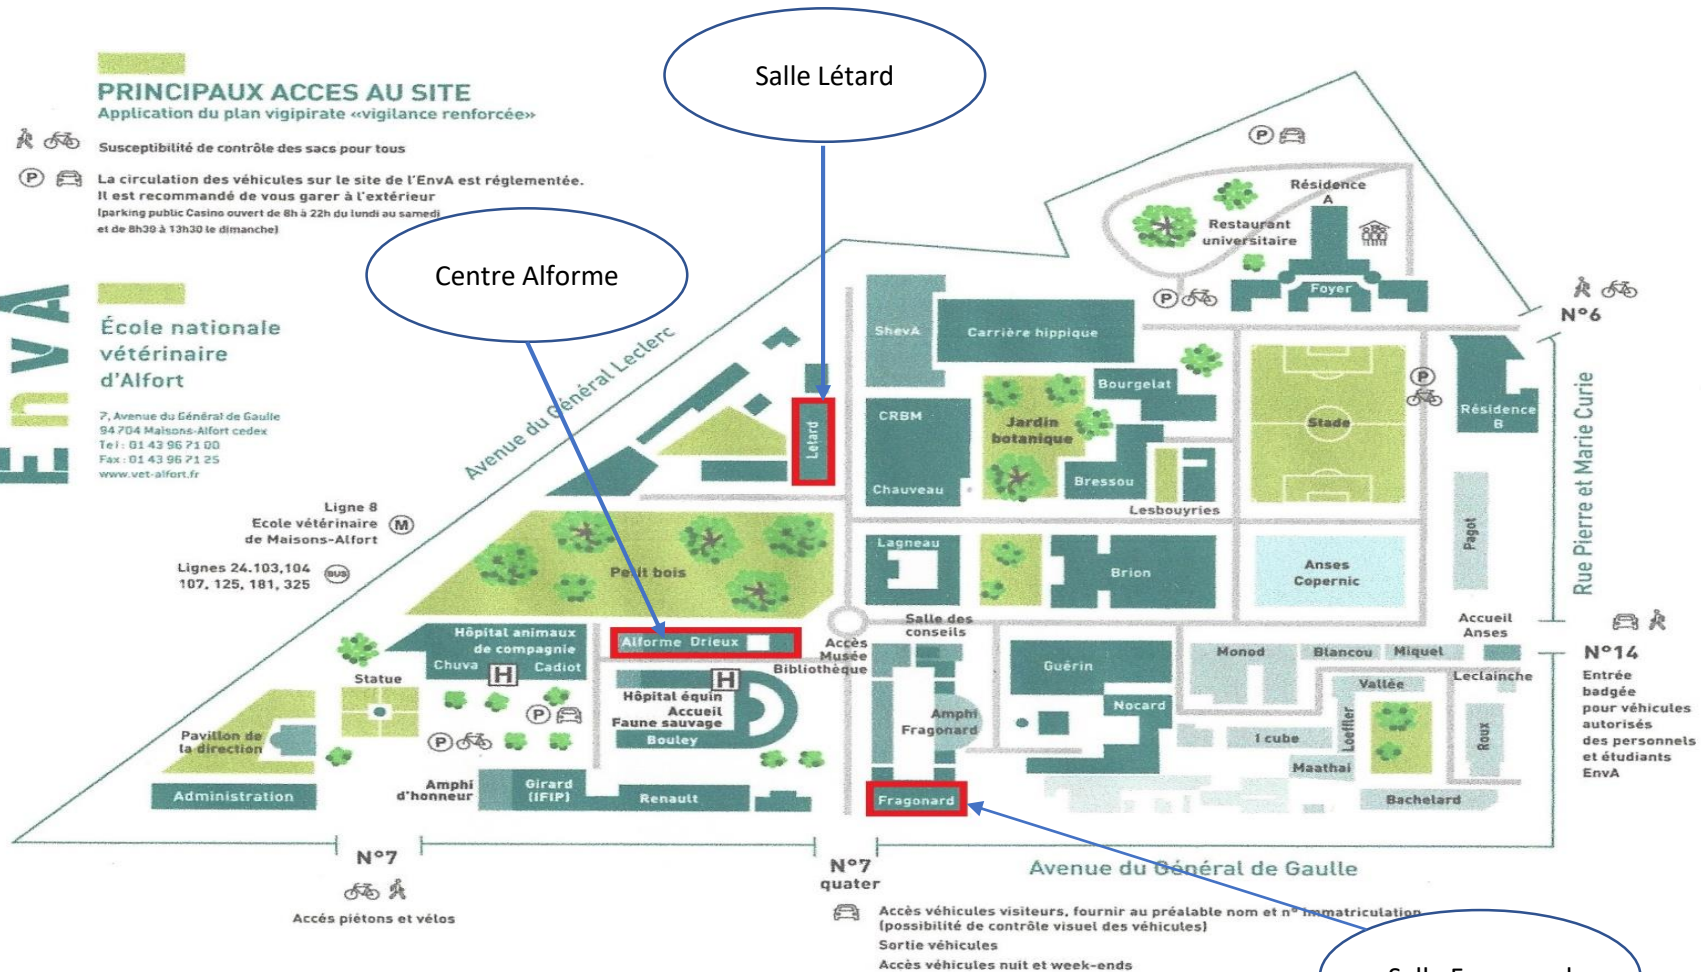 Salle Létard
PRINCIPAUX ACCES AU SITE
Application du plan vigipirate «vigilance renforcée»
Susceptibilité de contrôle des sacs pour tous
P
La circulation des véhicules sur le site de l'EnvA est réglementée.
Il est recommandé de vous garer à l'extérieur
(parking public Casino ouvert de 8h à 22h du lundi au samedi
et de 8h30 à 13h30 le dimanche)
Centre Alforme
EnVA
École nationale
vétérinaire
d'Alfort
7, Avenue du Général de Gaulle
94704 Maisons-Alfort cedex
Tel : 01 43 96 71 00
Fax : 01 43 96 71 25
www.vet-alfort.fr
Avenue du Général Leclerc
Ligne 8
Ecole vétérinaire
de Maisons-Alfort
M
Lignes 24.103,104
107, 125, 181, 325
BUS
P
Résidence
A
Restaurant
universitaire
P
Foyer
N°6
ShevA
Carrière hippique
Bourgelat
P
CRBM
Jardin
botanique
Stade
Résidence
B
Rue Pierre et Marie Curie
Létard
Chauveau
Bressou
Lesbouyries
Pagot
Lagneau
Petit bois
Brion
Anses
Copernic
Salle des
conseils
Accueil
Anses
Hôpital animaux
de compagnie
Chuva
H
Cadiot
Alforme Drieux
Accès
Musée
Bibliothèque
Guérin
Monod
Blancou
Miquel
Leclainche
N°14
Entrée
badgée
pour véhicules
autorisés
des personnels
et étudiants
EnvA
Statue
H
Hôpital équin
Accueil
Faune sauvage
Bouley
Vallée
Loeffler
Nocard
Amphi
Fragonard
I cube
Roux
Pavillon de
la direction
P
P
Maathai
Administration
Amphi
d'honneur
Girard
(IFIP)
Renault
Fragonard
Bachelard
N°7
Accés piétons et vélos
N°7
quater
Avenue du Général de Gaulle
Accès véhicules visiteurs, fournir au préalable nom et n° immatriculation
(possibilité de contrôle visuel des véhicules)
Sortie véhicules
Accès véhicules nuit et week-ends